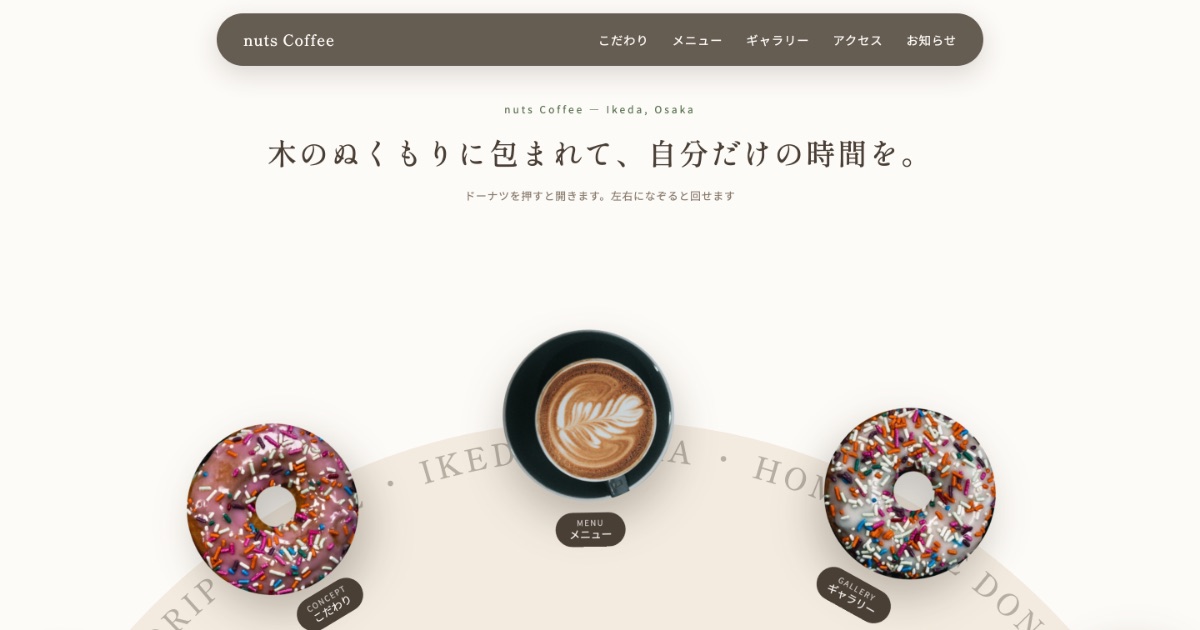 nuts Coffee
こだわり
メニュー
ギャラリー
アクセス
お知らせ
nuts Coffee — Ikeda, Osaka
木のぬくもりに包まれて、自分だけの時間を。
ドーナツを押すと開きます。左右になぞると回せます
MENU
メニュー
CONCEPT
こだわり
GALLERY
ギャラリー